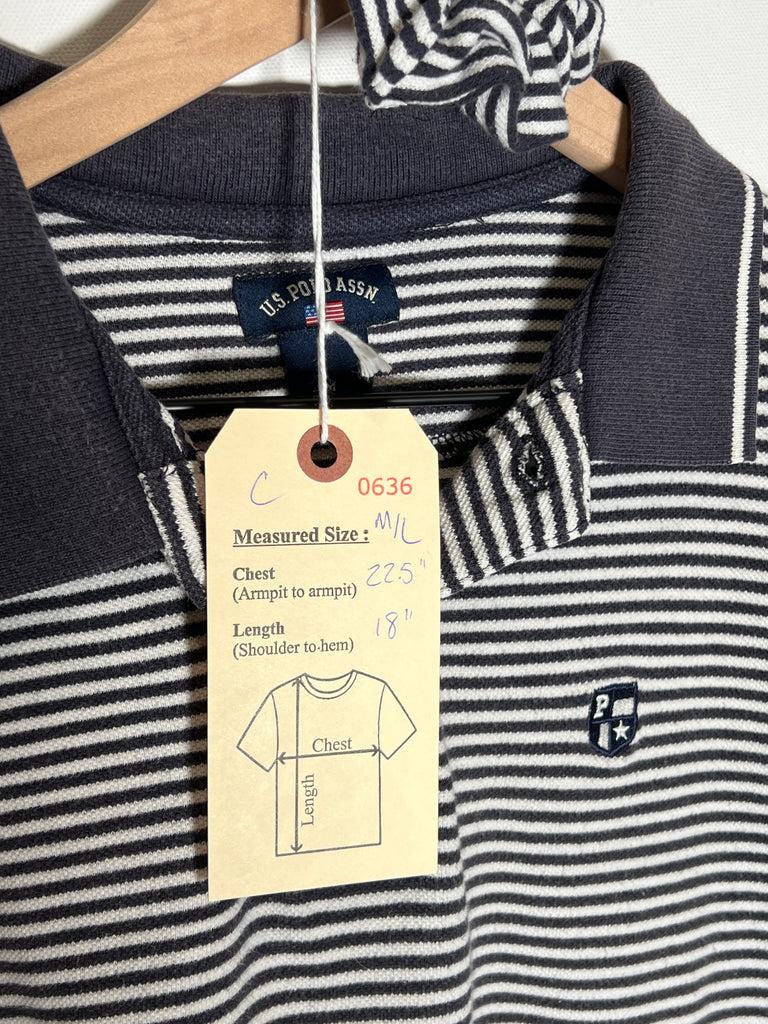 U.S. POLO ASSN.
C
0636
Measured Size : M/L
Chest 22.5"
(Armpit to armpit)
Length 18"
(Shoulder to hem)
Chest
Length
P